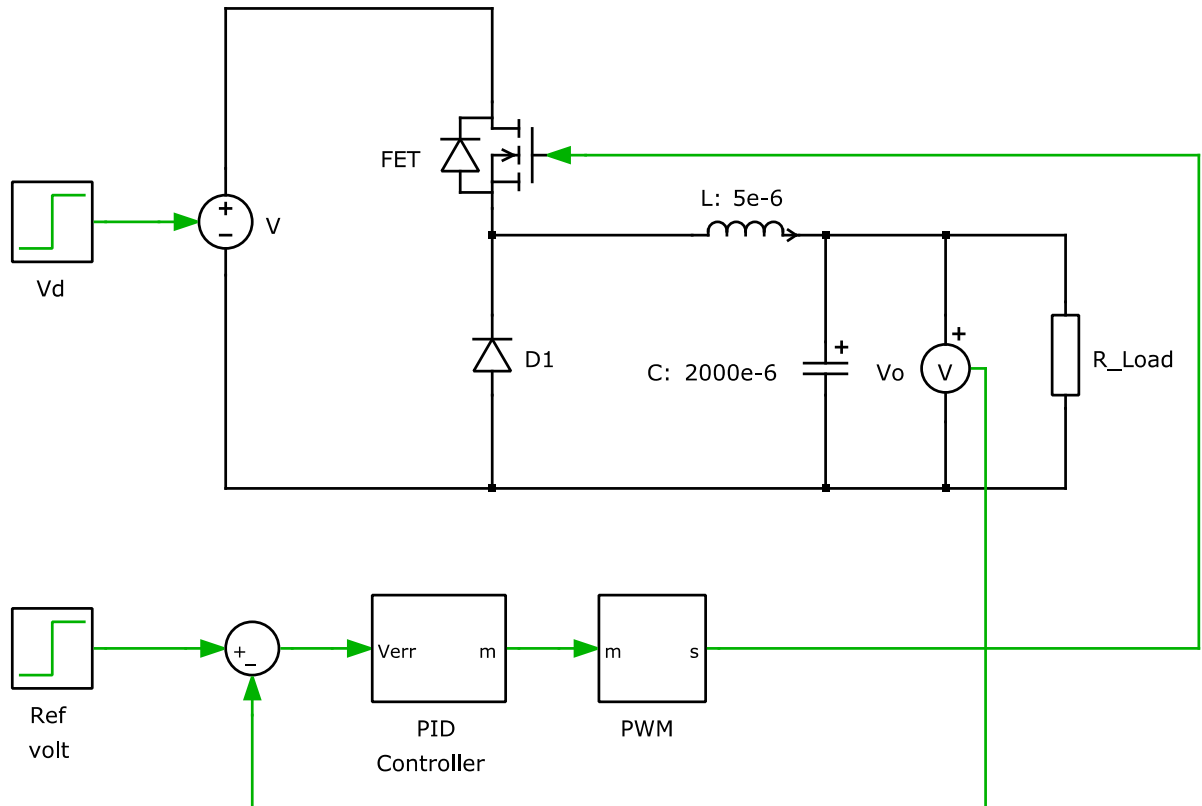 FET
L: 5e-6
+
−
V
Vd
+
+
D1
C: 2000e-6
Vo
V
R_Load
+
−
Verr
m
m
s
Ref
volt
PID
Controller
PWM